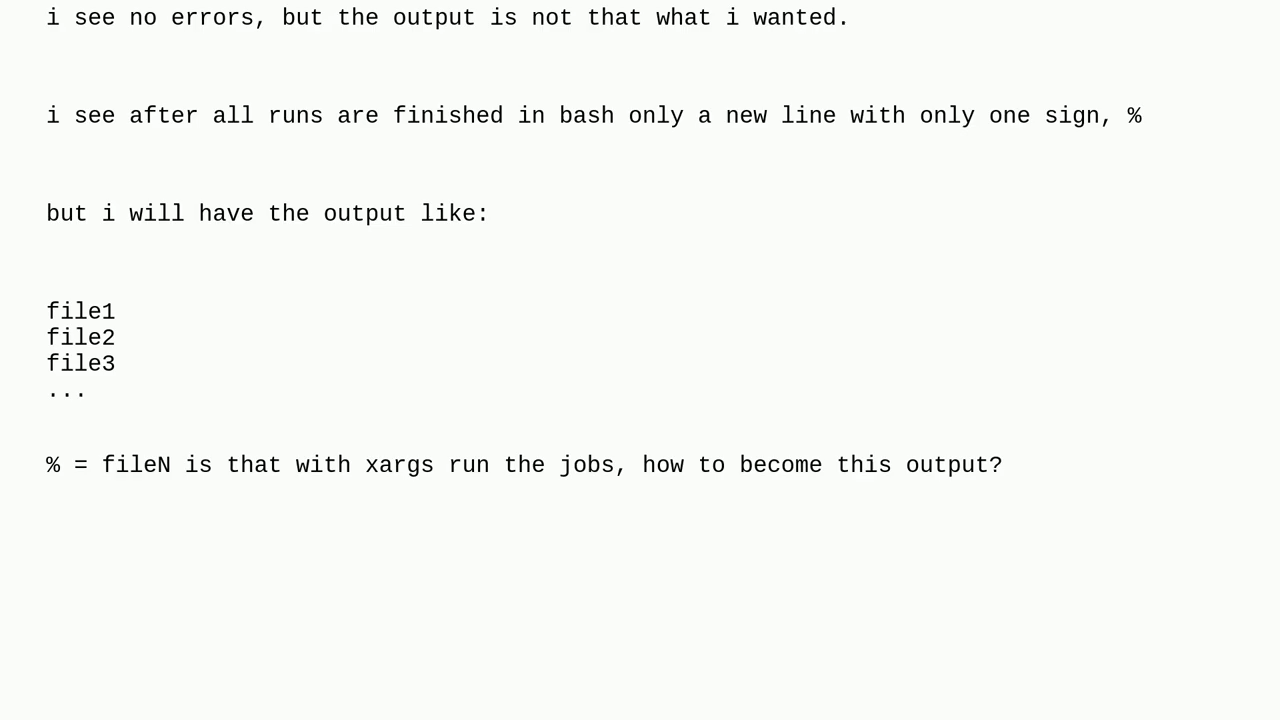 i see no errors, but the output is not that what i wanted.
i see after all runs are finished in bash only a new line with only one sign, %
but i will have the output like:
file1
file2
file3
...
% = fileN is that with xargs run the jobs, how to become this output?